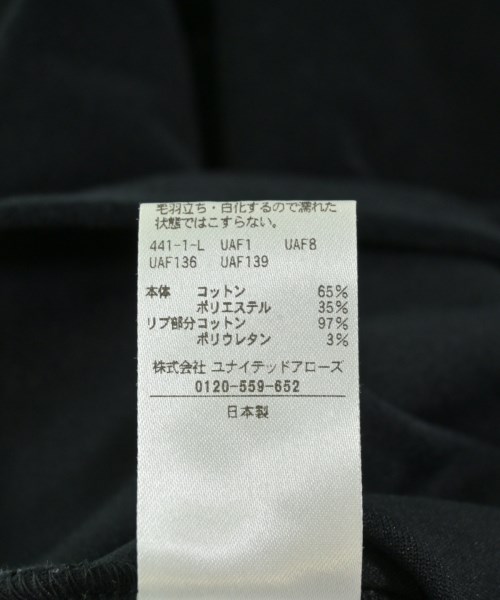 毛羽立ち・白化するので濡れた
状態ではこすらない。
441-1-L UAF1 UAF8
UAF136 UAF139
本体 コットン 65%
ポリエステル 35%
リブ部分コットン 97%
ポリウレタン 3%
株式会社 ユナイテッドアローズ
0120-559-652
日本製